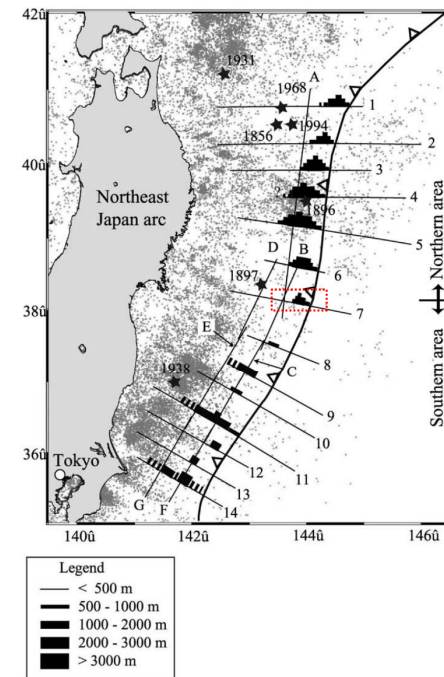 42û
40û
38û
36û
140û
142û
144û
146û
1931
1968
A
1
1856
1994
2
3
Northeast
Japan arc
?
4
1896
5
D
B
1897
6
7
E
8
C
1938
9
10
11
Tokyo
12
13
G
F
14
Northern area
Southern area
Legend
< 500 m
500 - 1000 m
1000 - 2000 m
2000 - 3000 m
> 3000 m